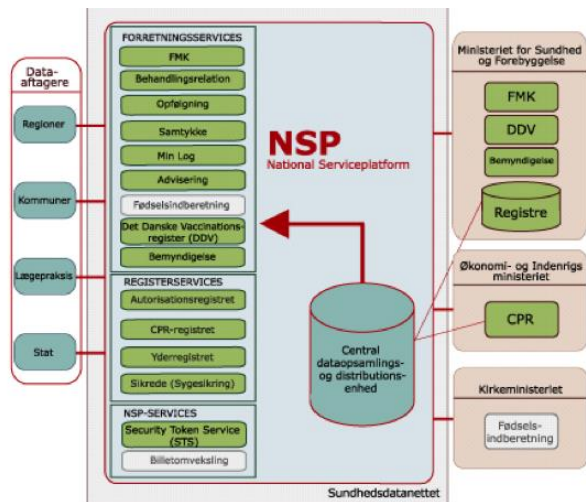 Data-
aftagere
Regioner
Kommuner
Lægepraksis
Stat
FORRETNINGSSERVICES
FMK
Behandlingsrelation
Opfølgning
Samtykke
Min Log
Advisering
Fødselsindberetning
Det Danske Vaccinations-
register (DDV)
Bemyndigelse
REGISTERSERVICES
Autorisationsregistret
CPR-registret
Yderregistret
Sikrede (Sygesikring)
NSP-SERVICES
Security Token Service
(STS)
Billetomveksling
NSP
National Serviceplatform
Central
dataopsamlings-
og distributions-
enhed
Sundhedsdatanettet
Ministeriet for Sundhed
og Forebyggelse
FMK
DDV
Bemyndigelse
Registre
Økonomi- og Indenrigs
ministeriet
CPR
Kirkeministeriet
Fødsels-
indberetning